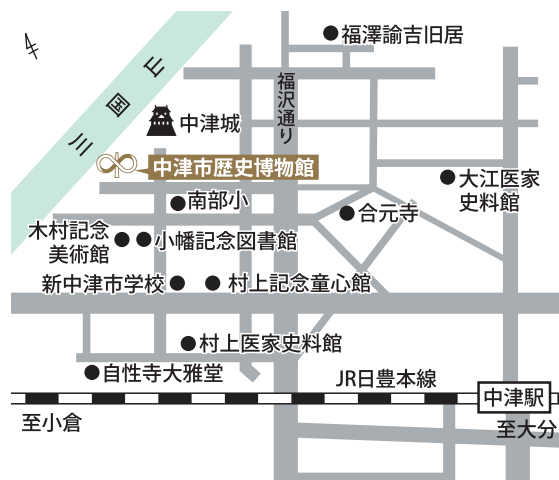 福澤諭吉旧居
山国川
福沢通り
中津城
中津市歴史博物館
大江医家
史料館
南部小
合元寺
木村記念
美術館
小幡記念図書館
新中津市学校
村上記念童心館
村上医家史料館
自性寺大雅堂
JR日豊本線
中津駅
至小倉
至大分